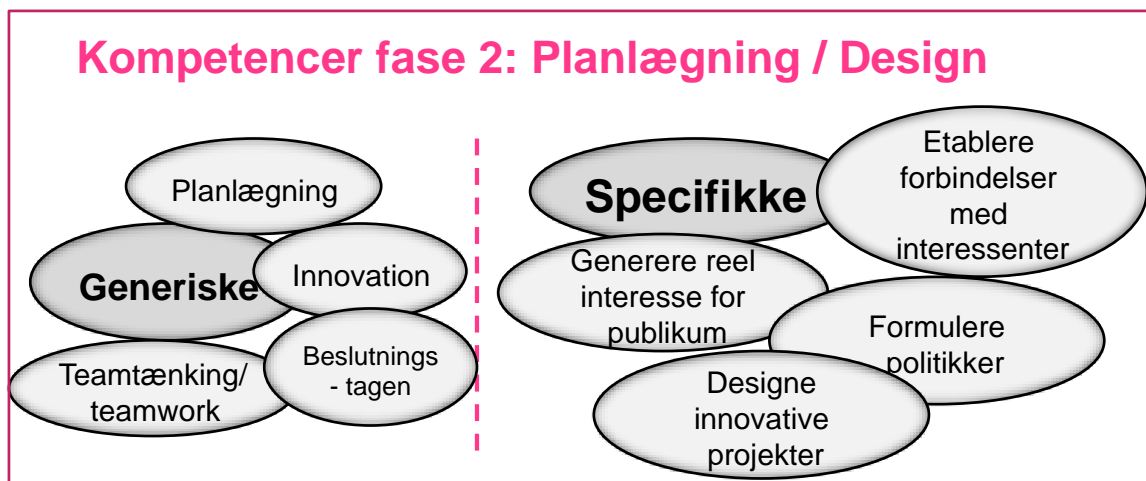 Kompetencer fase 2: Planlægning / Design
Planlægning
Generiske
Innovation
Teamtænking/
teamwork
Beslutnings
- tagen
Specifikke
Etablere
forbindelser
med
interessenter
Generere reel
interesse for
publikum
Formulere
politikker
Designe
innovative
projekter